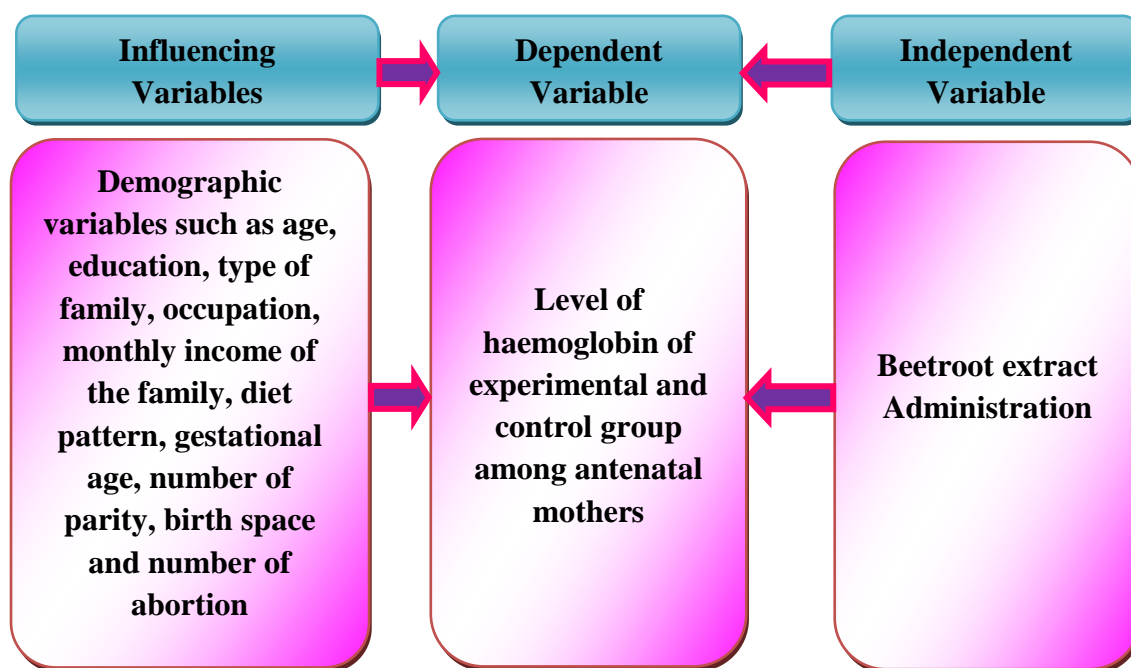 Influencing
Variables
Dependent
Variable
Independent
Variable
Demographic
variables such as age,
education, type of
family, occupation,
monthly income of
the family, diet
pattern, gestational
age, number of
parity, birth space
and number of
abortion
Level of
haemoglobin of
experimental and
control group
among antenatal
mothers
Beetroot extract
Administration